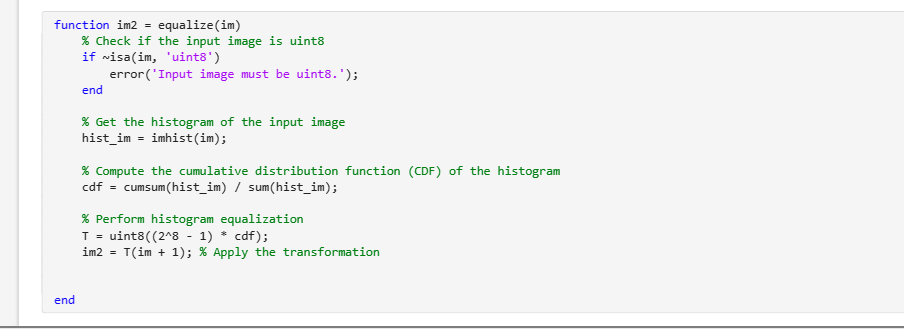 function im2 = equalize(im)
% Check if the input image is uint8
if ~isa(im, 'uint8')
error('Input image must be uint8.');
end
% Get the histogram of the input image
hist_im = imhist(im);
% Compute the cumulative distribution function (CDF) of the histogram
cdf = cumsum(hist_im) / sum(hist_im);
% Perform histogram equalization
T = uint8((2^8 - 1) * cdf);
im2 = T(im + 1); % Apply the transformation
end